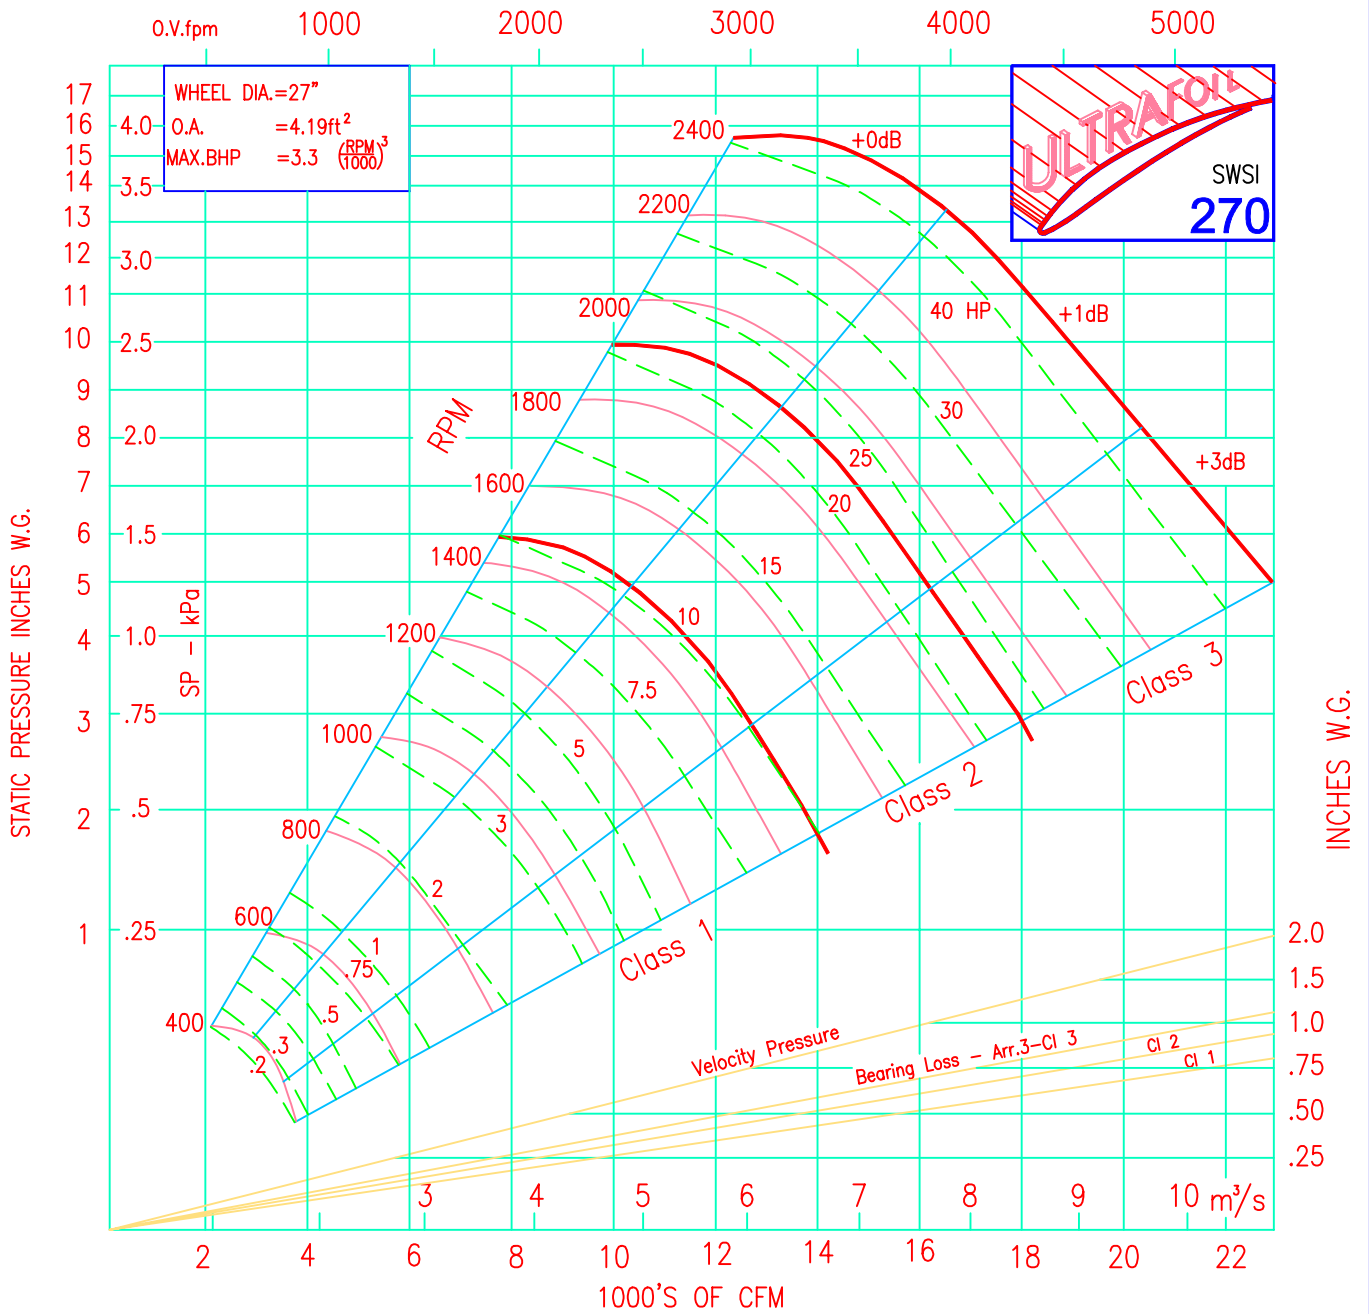 O.V.fpm 1000 2000 3000 4000 5000
WHEEL DIA.=27"
O.A. =4.19ft²
MAX.BHP =3.3 (RPM/1000)³
ULTRAFOIL
SWSI
270
17
16
15
14
13
12
11
10
9
8
7
6
5
4
3
2
1
4.0
3.5
3.0
2.5
2.0
1.5
1.0
.75
.5
.25
STATIC PRESSURE INCHES W.G.
SP – kPa
RPM
2400
2200
2000
1800
1600
1400
1200
1000
800
600
400
+0dB
+1dB
+3dB
40 HP
30
25
20
15
10
7.5
5
3
2
1
.75
.5
.3
.2
Class 3
Class 2
Class 1
Velocity Pressure
Bearing Loss – Arr.3–Cl 3
Cl 2
Cl 1
INCHES W.G.
2.0
1.5
1.0
.75
.50
.25
3 4 5 6 7 8 9 10 m³/s
2 4 6 8 10 12 14 16 18 20 22
1000'S OF CFM